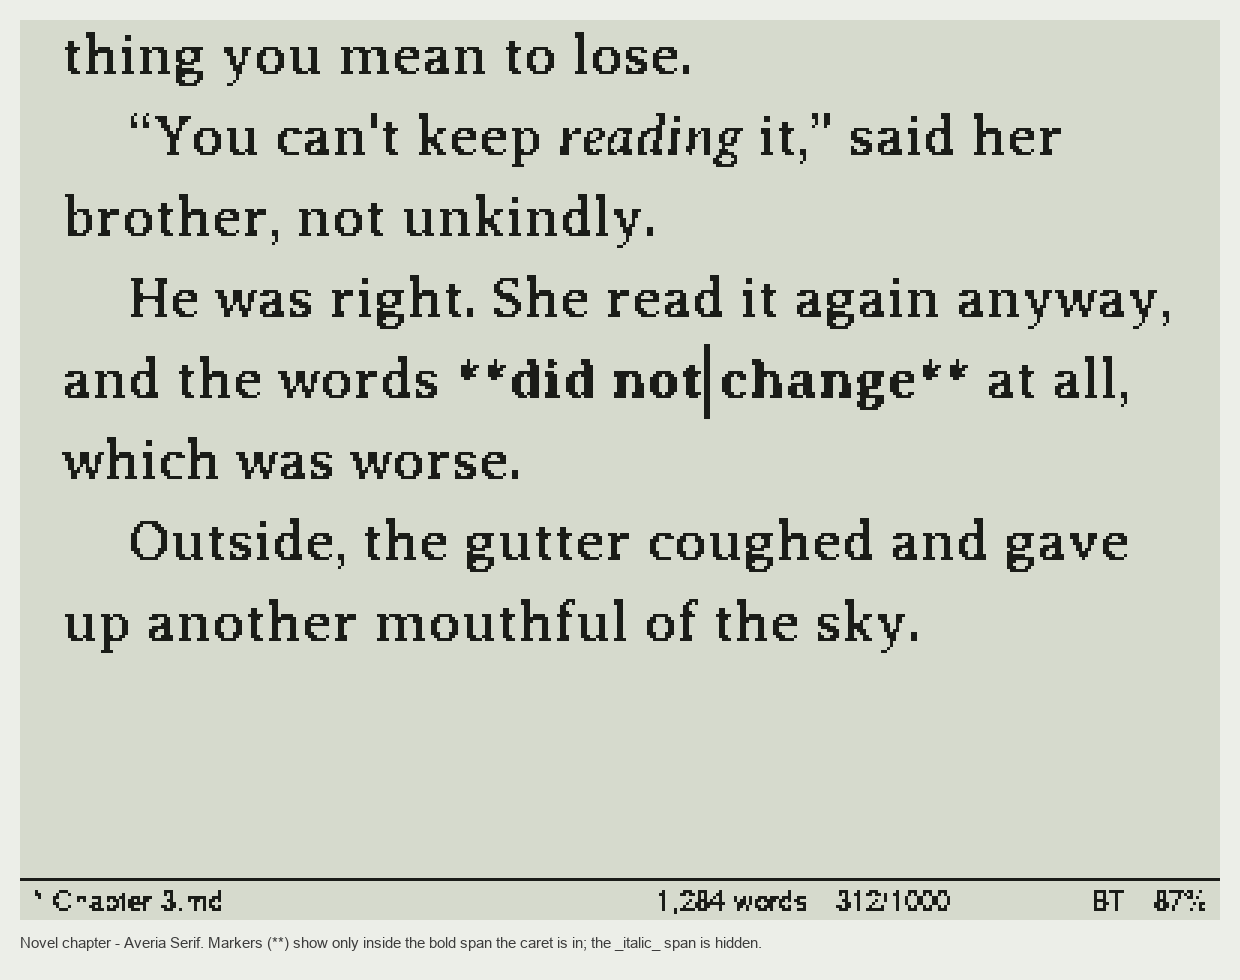 thing you mean to lose.
“You can't keep reading it,” said her
brother, not unkindly.
He was right. She read it again anyway,
and the words **did not change** at all,
which was worse.
Outside, the gutter coughed and gave
up another mouthful of the sky.
* Chapter 3.md 1,284 words 312/1000 BT 87%
Novel chapter - Averia Serif. Markers (**) show only inside the bold span the caret is in; the _italic_ span is hidden.